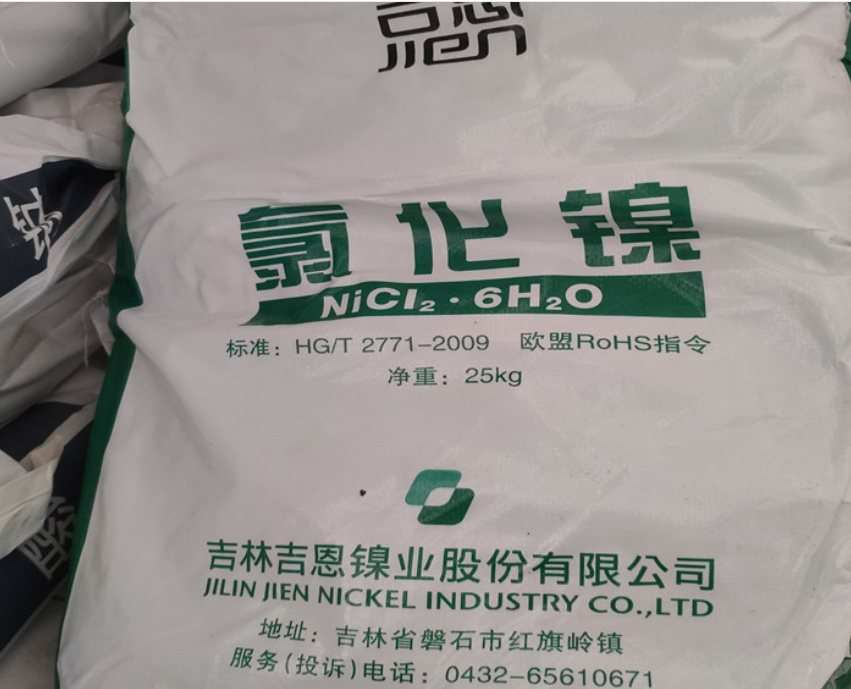 吉恩
jien
氯化镍
NiCl₂·6H₂O
标准：HG/T 2771-2009 欧盟RoHS指令
净重：25kg
吉林吉恩镍业股份有限公司
JILIN JIEN NICKEL INDUSTRY CO.,LTD
地址：吉林省磐石市红旗岭镇
服务(投诉)电话：0432-65610671